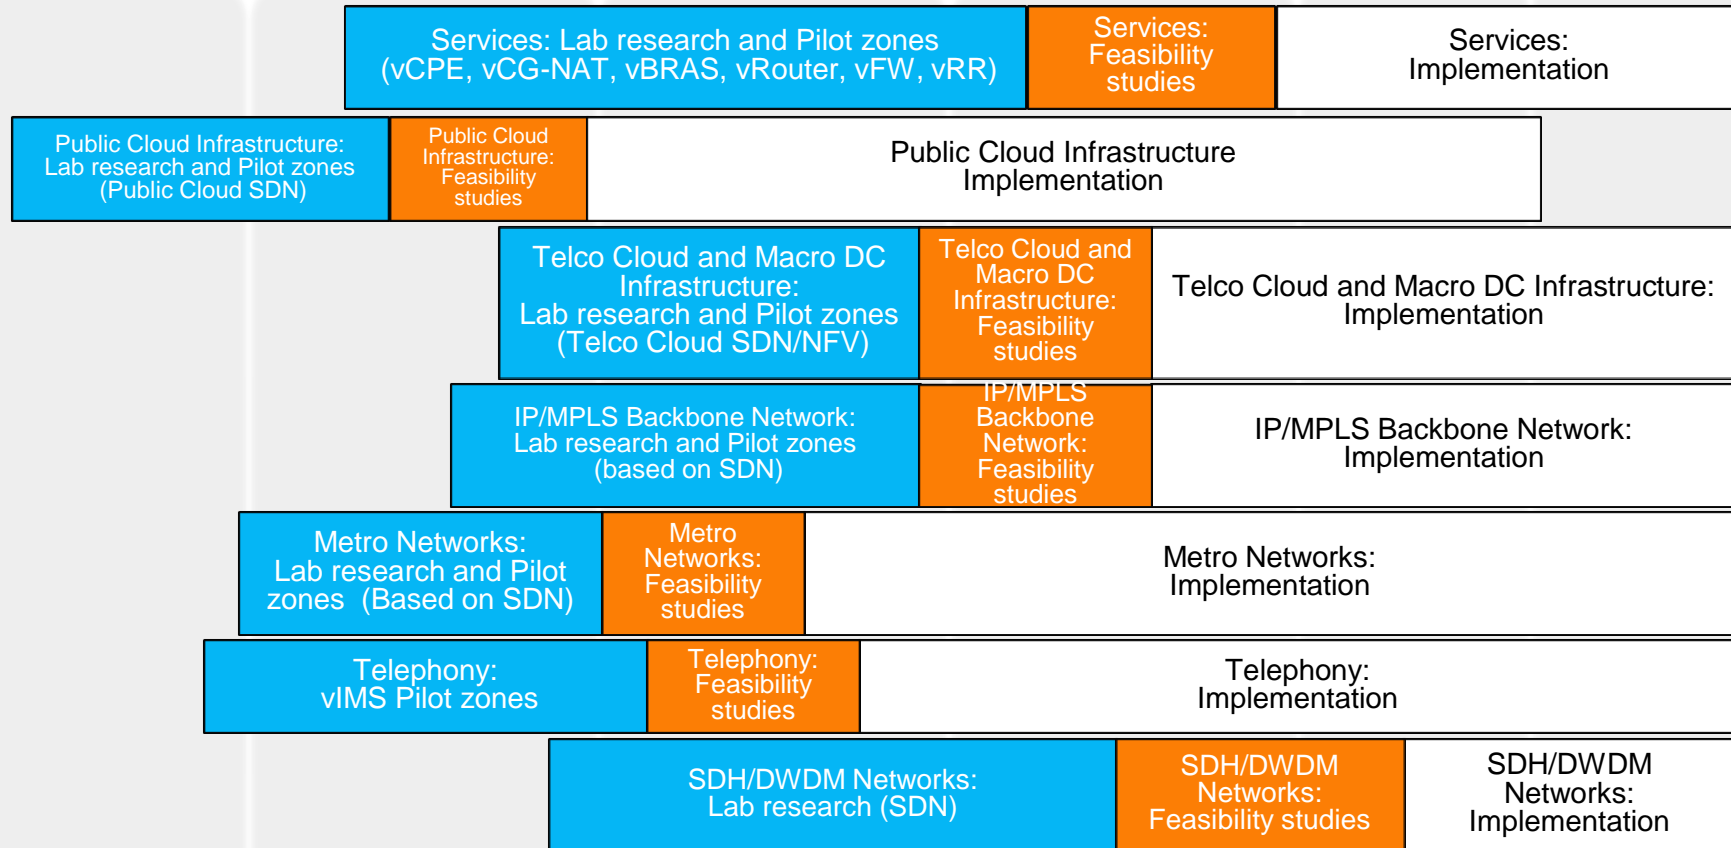 Services: Lab research and Pilot zones
(vCPE, vCG-NAT, vBRAS, vRouter, vFW, vRR)
Services:
Feasibility
studies
Services:
Implementation
Public Cloud Infrastructure:
Lab research and Pilot zones
(Public Cloud SDN)
Public Cloud
Infrastructure:
Feasibility
studies
Public Cloud Infrastructure
Implementation
Telco Cloud and Macro DC
Infrastructure:
Lab research and Pilot zones
(Telco Cloud SDN/NFV)
Telco Cloud and
Macro DC
Infrastructure:
Feasibility
studies
Telco Cloud and Macro DC Infrastructure:
Implementation
IP/MPLS Backbone Network:
Lab research and Pilot zones
(based on SDN)
IP/MPLS
Backbone
Network:
Feasibility
studies
IP/MPLS Backbone Network:
Implementation
Metro Networks:
Lab research and Pilot
zones (Based on SDN)
Metro
Networks:
Feasibility
studies
Metro Networks:
Implementation
Telephony:
vIMS Pilot zones
Telephony:
Feasibility
studies
Telephony:
Implementation
SDH/DWDM Networks:
Lab research (SDN)
SDH/DWDM
Networks:
Feasibility studies
SDH/DWDM
Networks:
Implementation